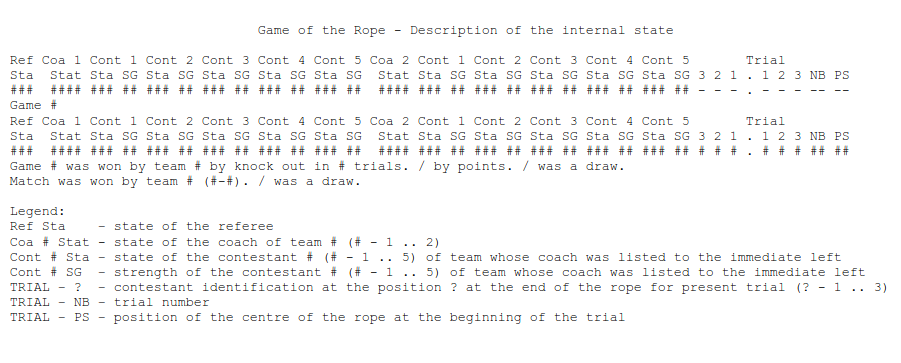 Game of the Rope - Description of the internal state
Ref Coa 1 Cont 1 Cont 2 Cont 3 Cont 4 Cont 5 Coa 2 Cont 1 Cont 2 Cont 3 Cont 4 Cont 5       Trial
Sta  Stat Sta SG Sta SG Sta SG Sta SG Sta SG  Stat Sta SG Sta SG Sta SG Sta SG Sta SG 3 2 1 . 1 2 3 NB PS
###  #### ### ## ### ## ### ## ### ## ### ##  #### ### ## ### ## ### ## ### ## ### ## - - - . - - - -- --
Game #
Ref Coa 1 Cont 1 Cont 2 Cont 3 Cont 4 Cont 5 Coa 2 Cont 1 Cont 2 Cont 3 Cont 4 Cont 5       Trial
Sta  Stat Sta SG Sta SG Sta SG Sta SG Sta SG  Stat Sta SG Sta SG Sta SG Sta SG Sta SG 3 2 1 . 1 2 3 NB PS
###  #### ### ## ### ## ### ## ### ## ### ##  #### ### ## ### ## ### ## ### ## ### ## # # # . # # # ## ##
Game # was won by team # by knock out in # trials. / by points. / was a draw.
Match was won by team # (#-#). / was a draw.
Legend:
Ref Sta    - state of the referee
Coa # Stat - state of the coach of team # (# - 1 .. 2)
Cont # Sta - state of the contestant # (# - 1 .. 5) of team whose coach was listed to the immediate left
Cont # SG  - strength of the contestant # (# - 1 .. 5) of team whose coach was listed to the immediate left
TRIAL - ?  - contestant identification at the position ? at the end of the rope for present trial (? - 1 .. 3)
TRIAL - NB - trial number
TRIAL - PS - position of the centre of the rope at the beginning of the trial